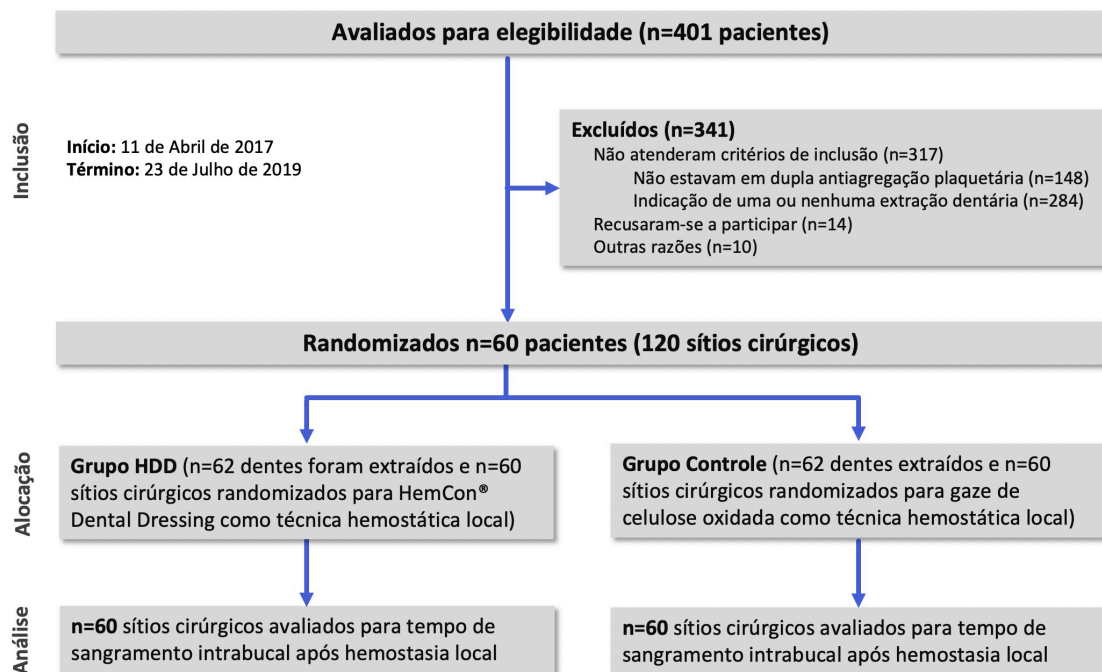 Avaliados para elegibilidade (n=401 pacientes)
Inclusão
Início: 11 de Abril de 2017
Término: 23 de Julho de 2019
Excluídos (n=341)
Não atenderam critérios de inclusão (n=317)
Não estavam em dupla antiagregação plaquetária (n=148)
Indicação de uma ou nenhuma extração dentária (n=284)
Recusaram-se a participar (n=14)
Outras razões (n=10)
Randomizados n=60 pacientes (120 sítios cirúrgicos)
Alocação
Grupo HDD (n=62 dentes foram extraídos e n=60
sítios cirúrgicos randomizados para HemCon®
Dental Dressing como técnica hemostática local)
Grupo Controle (n=62 dentes extraídos e n=60
sítios cirúrgicos randomizados para gaze de
celulose oxidada como técnica hemostática local)
Análise
n=60 sítios cirúrgicos avaliados para tempo de
sangramento intrabucal após hemostasia local
n=60 sítios cirúrgicos avaliados para tempo de
sangramento intrabucal após hemostasia local